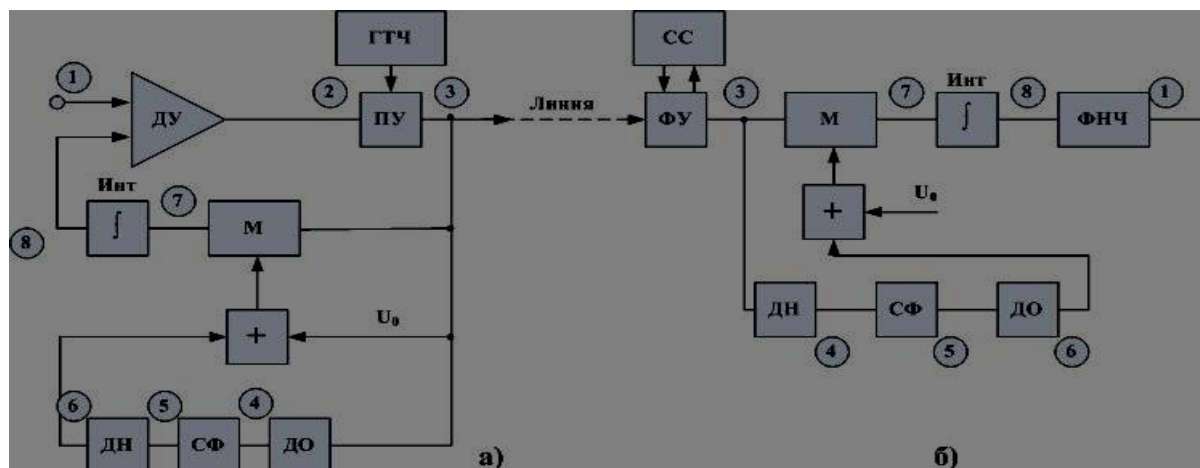 ГТЧ
СС
1
2
3
3
7
Инт
8
1
ДУ
ПУ
Линия
ФУ
М
∫
ФНЧ
Инт
7
8
∫
М
+
U₀
+
U₀
ДН
СФ
ДО
4
5
6
6
5
4
ДН
СФ
ДО
а)
б)